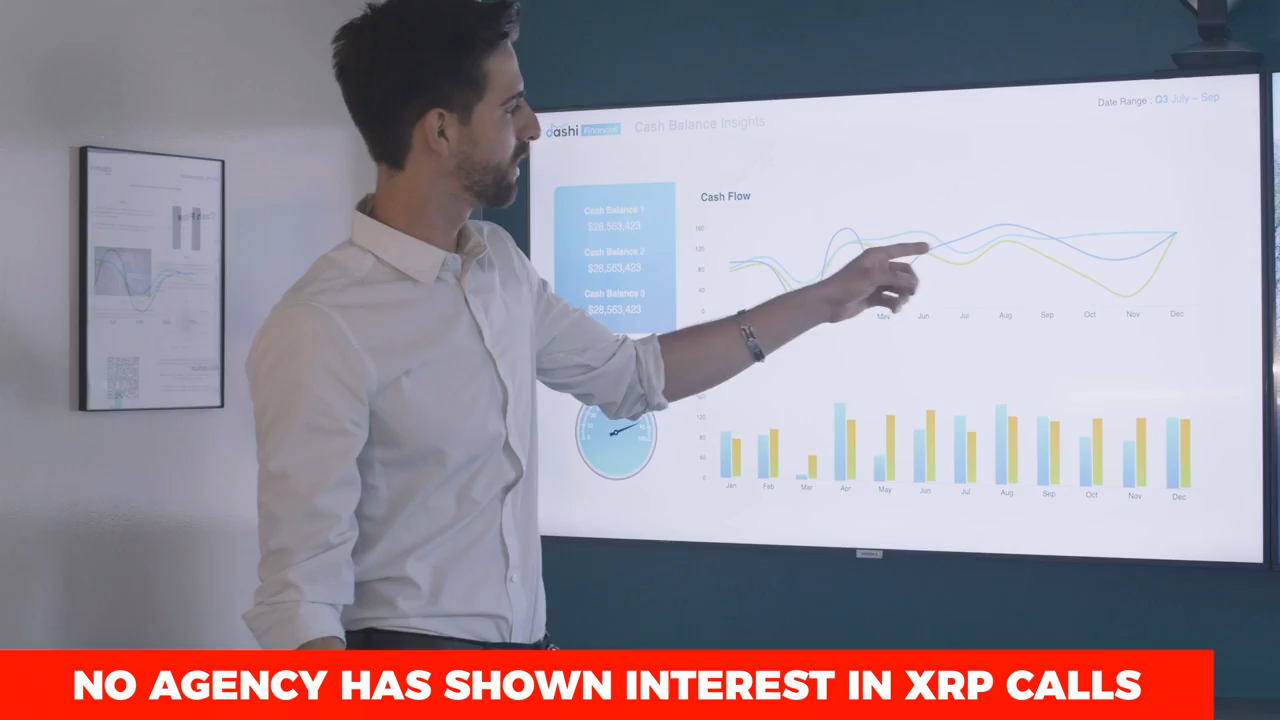 Date Range : Q3 July – Sep
dashi Financial Cash Balance Insights
Cash Balance 1
$28,563,423
Cash Balance 2
$28,563,423
Cash Balance 3
$28,563,423
Cash Flow
160
120
80
40
0
May Jun Jul Aug Sep Oct Nov Dec
120
80
40
0
Jan Feb Mar Apr May Jun Jul Aug Sep Oct Nov Dec
NO AGENCY HAS SHOWN INTEREST IN XRP CALLS